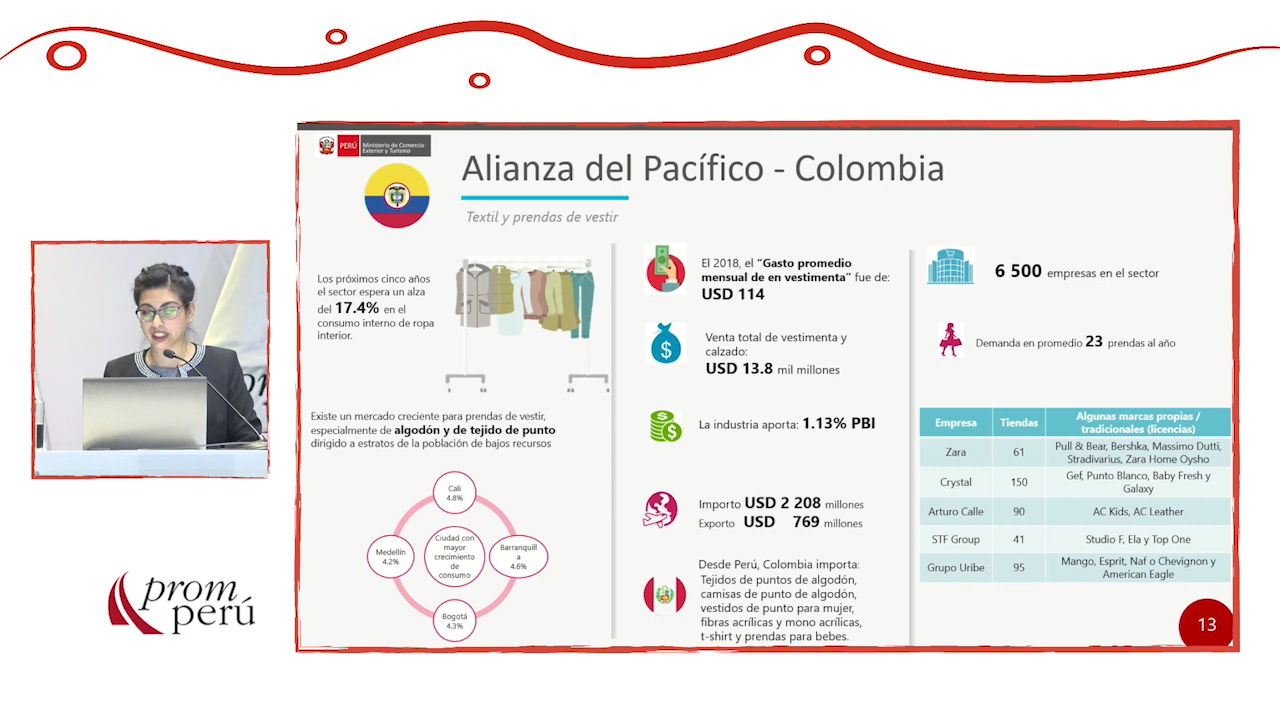 PERÚ
Ministerio de Comercio
Exterior y Turismo
Alianza del Pacífico - Colombia
Textil y prendas de vestir
Los próximos cinco años
el sector espera un alza
del 17.4% en el
consumo interno de ropa
interior.
Existe un mercado creciente para prendas de vestir,
especialmente de algodón y de tejido de punto
dirigido a estratos de la población de bajos recursos
Cali
4.8%
Medellín
4.2%
Ciudad con
mayor
crecimiento
de
consumo
Barranquill
a
4.6%
Bogotá
4.3%
El 2018, el “Gasto promedio
mensual de en vestimenta” fue de:
USD 114
Venta total de vestimenta y
calzado:
USD 13.8 mil millones
La industria aporta: 1.13% PBI
Importo USD 2 208 millones
Exporto USD 769 millones
Desde Perú, Colombia importa:
Tejidos de puntos de algodón,
camisas de punto de algodón,
vestidos de punto para mujer,
fibras acrílicas y mono acrílicas,
t-shirt y prendas para bebes.
6 500 empresas en el sector
Demanda en promedio 23 prendas al año
Empresa Tiendas Algunas marcas propias /
tradicionales (licencias)
Zara 61 Pull & Bear, Bershka, Massimo Dutti,
Stradivarius, Zara Home Oysho
Crystal 150 Gef, Punto Blanco, Baby Fresh y
Galaxy
Arturo Calle 90 AC Kids, AC Leather
STF Group 41 Studio F, Ela y Top One
Grupo Uribe 95 Mango, Esprit, Naf o Chevignon y
American Eagle
13
prom
perú